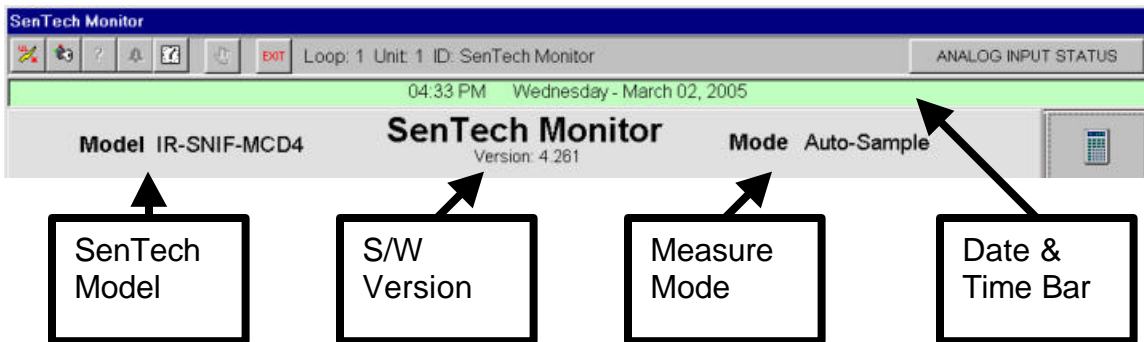 SenTech Monitor
EXIT Loop: 1 Unit: 1 ID: SenTech Monitor ANALOG INPUT STATUS
04:33 PM Wednesday - March 02, 2005
Model IR-SNIF-MCD4 SenTech Monitor Mode Auto-Sample
Version: 4.261
SenTech
Model
S/W
Version
Measure
Mode
Date &
Time Bar